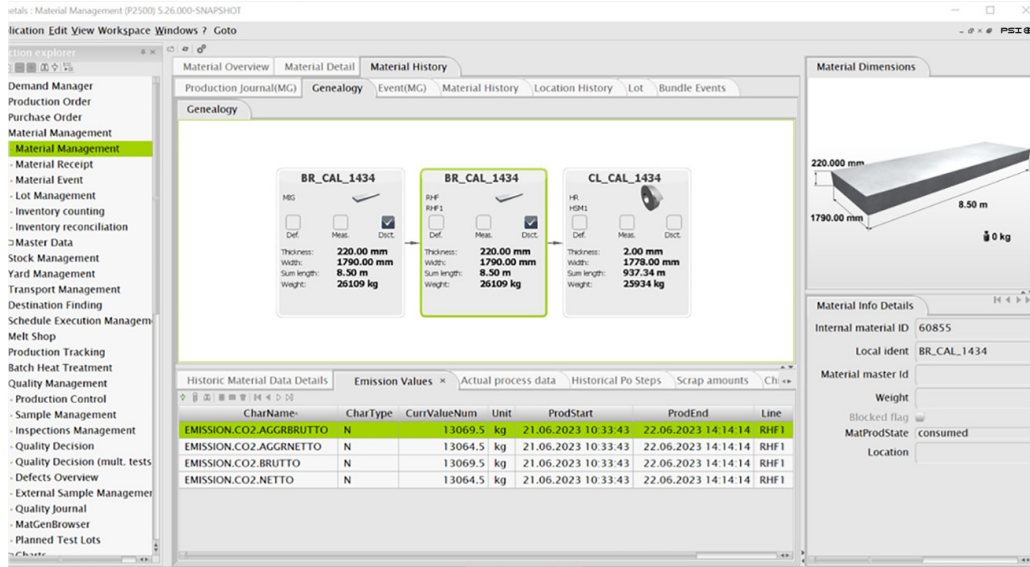 etals : Material Management (P2500) 5.26.000-SNAPSHOT
lication Edit View Workspace Windows ? Goto
PSI
ction explorer
Demand Manager
Production Order
Purchase Order
Material Management
Material Management
Material Receipt
Material Event
Lot Management
Inventory counting
Inventory reconciliation
Master Data
Stock Management
Yard Management
Transport Management
Destination Finding
Schedule Execution Managem
Melt Shop
Production Tracking
Batch Heat Treatment
Quality Management
Production Control
Sample Management
Inspections Management
Quality Decision
Quality Decision (mult. tests
Defects Overview
External Sample Managemer
Quality Journal
MatGenBrowser
Planned Test Lots
Charts
Material Overview Material Detail Material History
Production Journal(MG) Genealogy Event(MG) Material History Location History Lot Bundle Events
Genealogy
BR_CAL_1434
MIG
Def. Meas. Dsct.
Thickness: 220.00 mm
Width: 1790.00 mm
Sum length: 8.50 m
Weight: 26109 kg
BR_CAL_1434
RHF
RHF1
Def. Meas. Dsct.
Thickness: 220.00 mm
Width: 1790.00 mm
Sum length: 8.50 m
Weight: 26109 kg
CL_CAL_1434
HR
HSM1
Def. Meas. Dsct.
Thickness: 2.00 mm
Width: 1778.00 mm
Sum length: 937.34 m
Weight: 25934 kg
Historic Material Data Details Emission Values × Actual process data Historical Po Steps Scrap amounts Ch
CharName CharType CurrValueNum Unit ProdStart ProdEnd Line
EMISSION.CO2.AGGRBRUTTO N 13069.5 kg 21.06.2023 10:33:43 22.06.2023 14:14:14 RHF1
EMISSION.CO2.AGGRNETTO N 13064.5 kg 21.06.2023 10:33:43 22.06.2023 14:14:14 RHF1
EMISSION.CO2.BRUTTO N 13069.5 kg 21.06.2023 10:33:43 22.06.2023 14:14:14 RHF1
EMISSION.CO2.NETTO N 13064.5 kg 21.06.2023 10:33:43 22.06.2023 14:14:14 RHF1
Material Dimensions
220.000 mm
1790.00 mm
8.50 m
0 kg
Material Info Details
Internal material ID 60855
Local ident BR_CAL_1434
Material master Id
Weight
Blocked flag
MatProdState consumed
Location